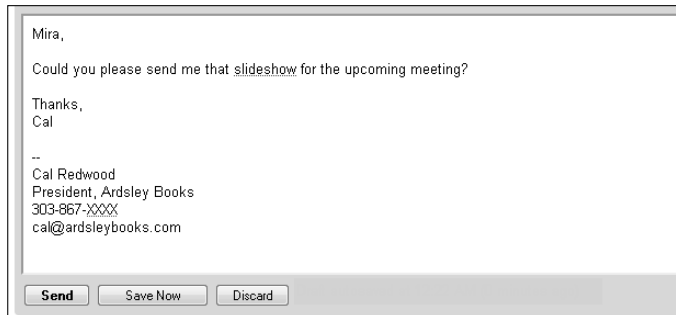 Mira,
Could you please send me that slideshow for the upcoming meeting?
Thanks,
Cal
--
Cal Redwood
President, Ardsley Books
303-867-XXXX
cal@ardsleybooks.com
Send Save Now Discard